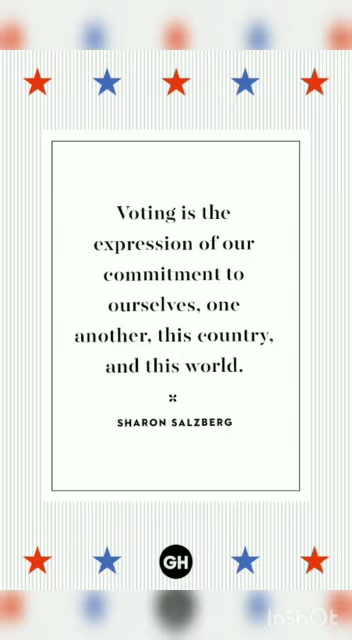 Voting is the
expression of our
commitment to
ourselves, one
another, this country,
and this world.
SHARON SALZBERG
GH
InShOt